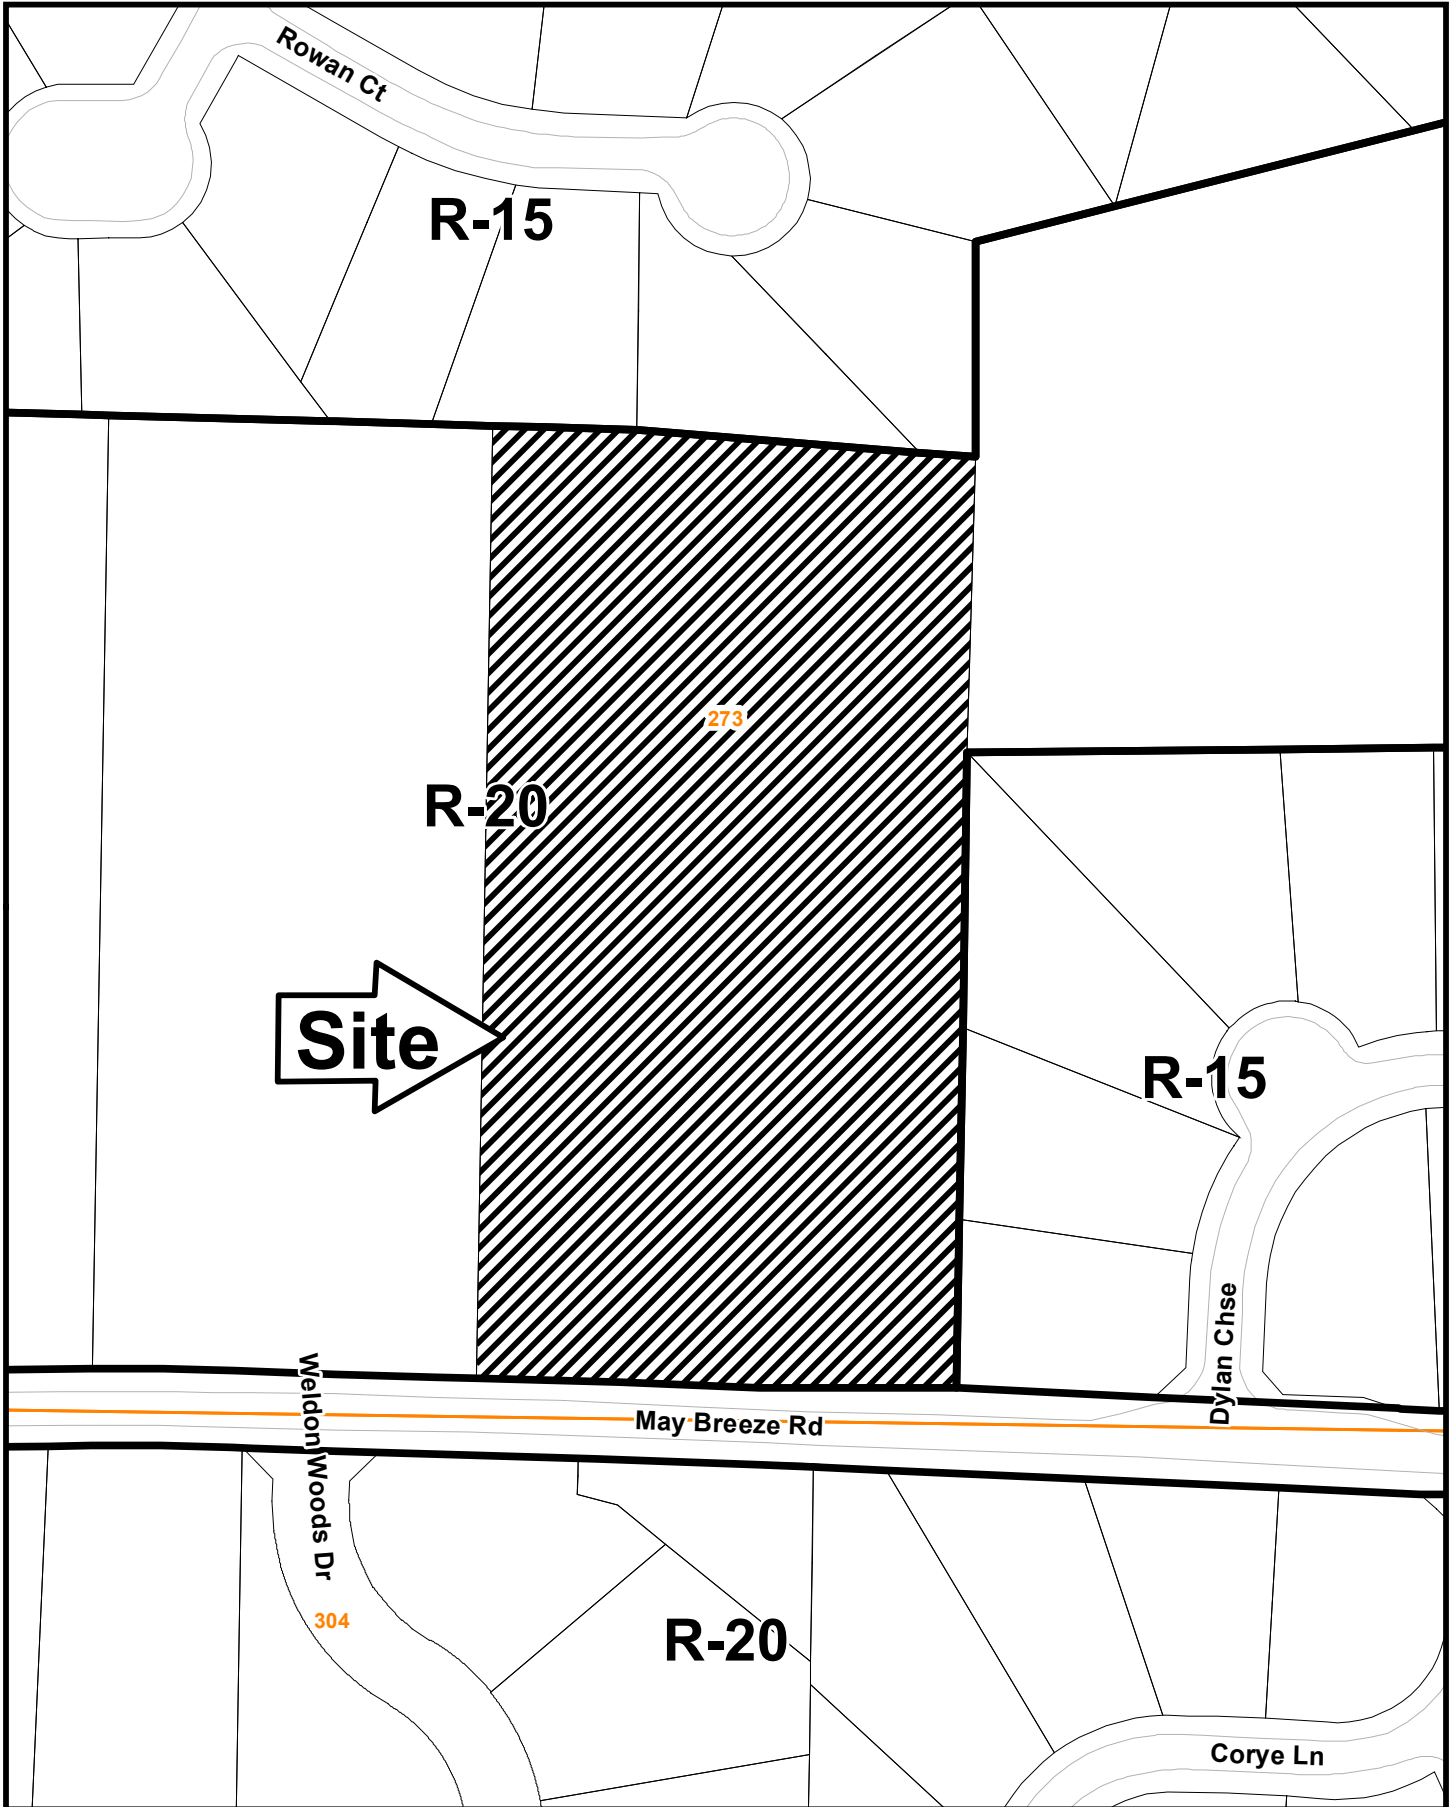 Rowan Ct
R-15
273
R-20
Site
R-15
Dylan Chse
May Breeze Rd
Weldon Woods Dr
304
R-20
Corye Ln